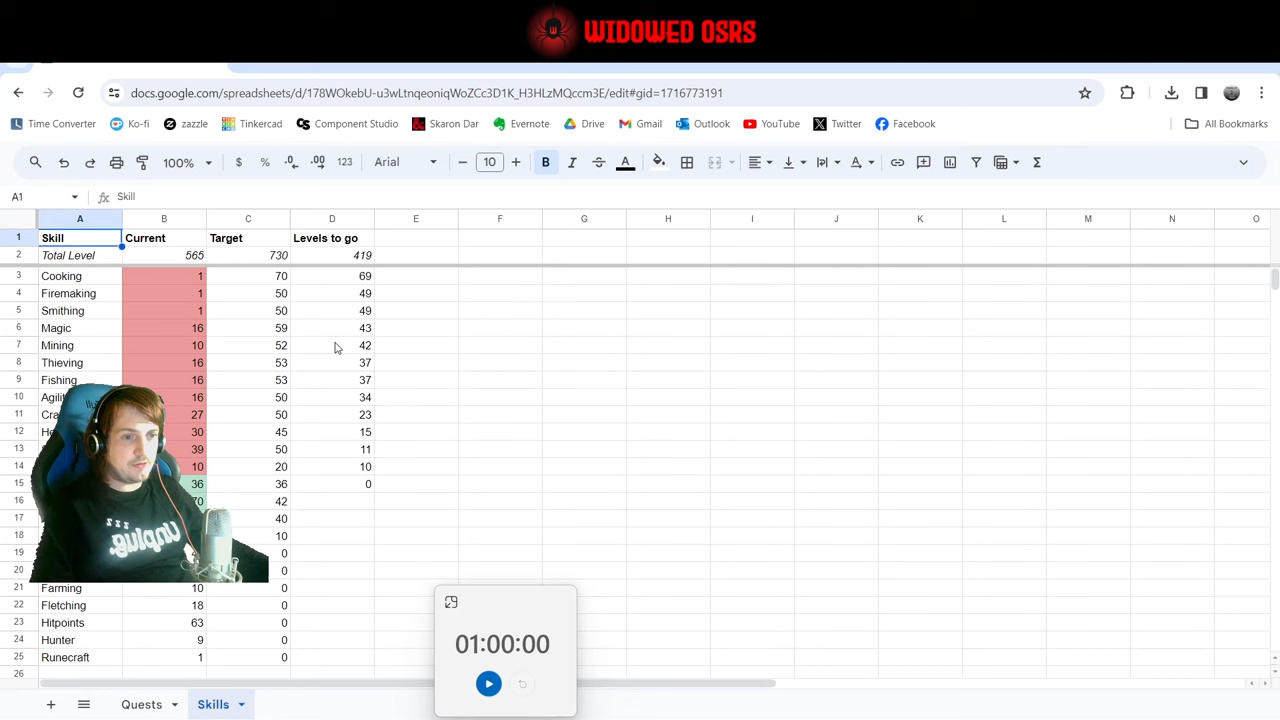 WIDOWED OSRS
docs.google.com/spreadsheets/d/178WOkebU-u3wLtnqeoniqWoZCc3D1K_H3HLzMQccm3E/edit#gid=1716773191
Time Converter Ko-fi zazzle Tinkercad Component Studio Skaron Dar Evernote Drive Gmail Outlook YouTube Twitter Facebook All Bookmarks
100% $ % .0 .00 123 Arial 10 B I S A
A1 fx Skill
A B C D E F G H I J K L M N O
1 Skill Current Target Levels to go
2 Total Level 565 730 419
3 Cooking 1 70 69
4 Firemaking 1 50 49
5 Smithing 1 50 49
6 Magic 16 59 43
7 Mining 10 52 42
8 Thieving 16 53 37
9 Fishing 16 53 37
10 Agili 16 50 34
11 Cra 27 50 23
12 He 30 45 15
13 39 50 11
14 10 20 10
15 36 36 0
16 70 42
17 40
18 10
19 0
20 0
21 Farming 10 0
22 Fletching 18 0
23 Hitpoints 63 0
24 Hunter 9 0
25 Runecraft 1 0
26
z z z
Unplug.
01:00:00
Quests Skills